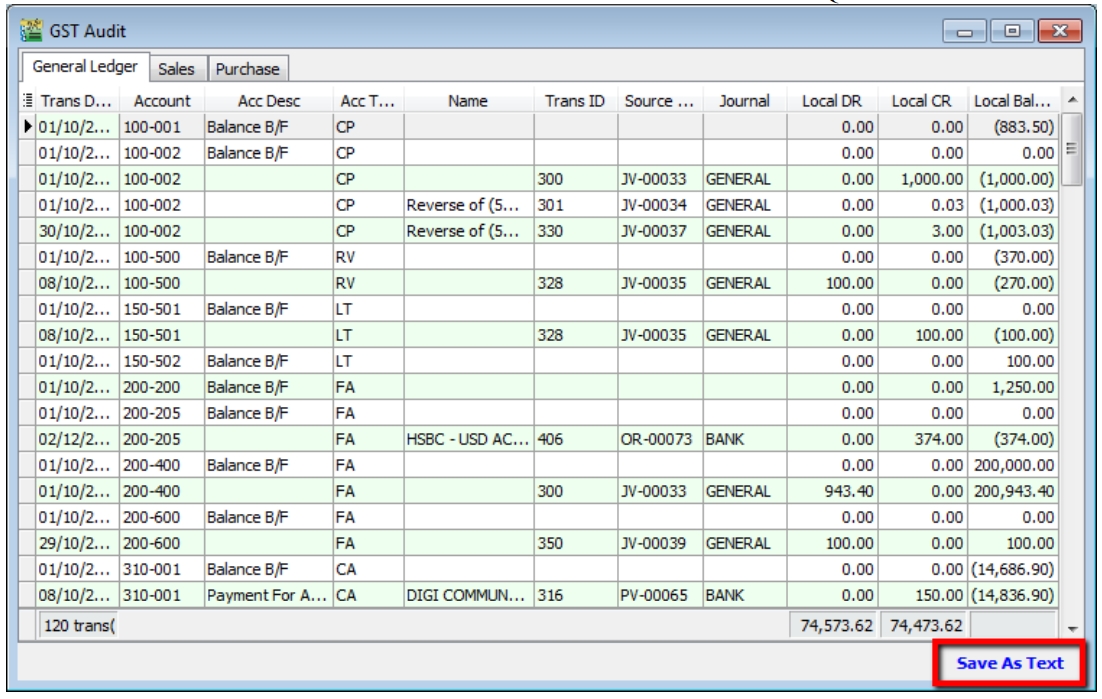 GST Audit
General Ledger Sales Purchase
Trans D... Account Acc Desc Acc T... Name Trans ID Source ... Journal Local DR Local CR Local Bal...
01/10/2... 100-001 Balance B/F CP 0.00 0.00 (883.50)
01/10/2... 100-002 Balance B/F CP 0.00 0.00 0.00
01/10/2... 100-002 CP 300 JV-00033 GENERAL 0.00 1,000.00 (1,000.00)
01/10/2... 100-002 CP Reverse of (5... 301 JV-00034 GENERAL 0.00 0.03 (1,000.03)
30/10/2... 100-002 CP Reverse of (5... 330 JV-00037 GENERAL 0.00 3.00 (1,003.03)
01/10/2... 100-500 Balance B/F RV 0.00 0.00 (370.00)
08/10/2... 100-500 RV 328 JV-00035 GENERAL 100.00 0.00 (270.00)
01/10/2... 150-501 Balance B/F LT 0.00 0.00 0.00
08/10/2... 150-501 LT 328 JV-00035 GENERAL 0.00 100.00 (100.00)
01/10/2... 150-502 Balance B/F LT 0.00 0.00 100.00
01/10/2... 200-200 Balance B/F FA 0.00 0.00 1,250.00
01/10/2... 200-205 Balance B/F FA 0.00 0.00 0.00
02/12/2... 200-205 FA HSBC - USD AC... 406 OR-00073 BANK 0.00 374.00 (374.00)
01/10/2... 200-400 Balance B/F FA 0.00 0.00 200,000.00
01/10/2... 200-400 FA 300 JV-00033 GENERAL 943.40 0.00 200,943.40
01/10/2... 200-600 Balance B/F FA 0.00 0.00 0.00
29/10/2... 200-600 FA 350 JV-00039 GENERAL 100.00 0.00 100.00
01/10/2... 310-001 Balance B/F CA 0.00 0.00 (14,686.90)
08/10/2... 310-001 Payment For A... CA DIGI COMMUN... 316 PV-00065 BANK 0.00 150.00 (14,836.90)
120 trans( 74,573.62 74,473.62
Save As Text